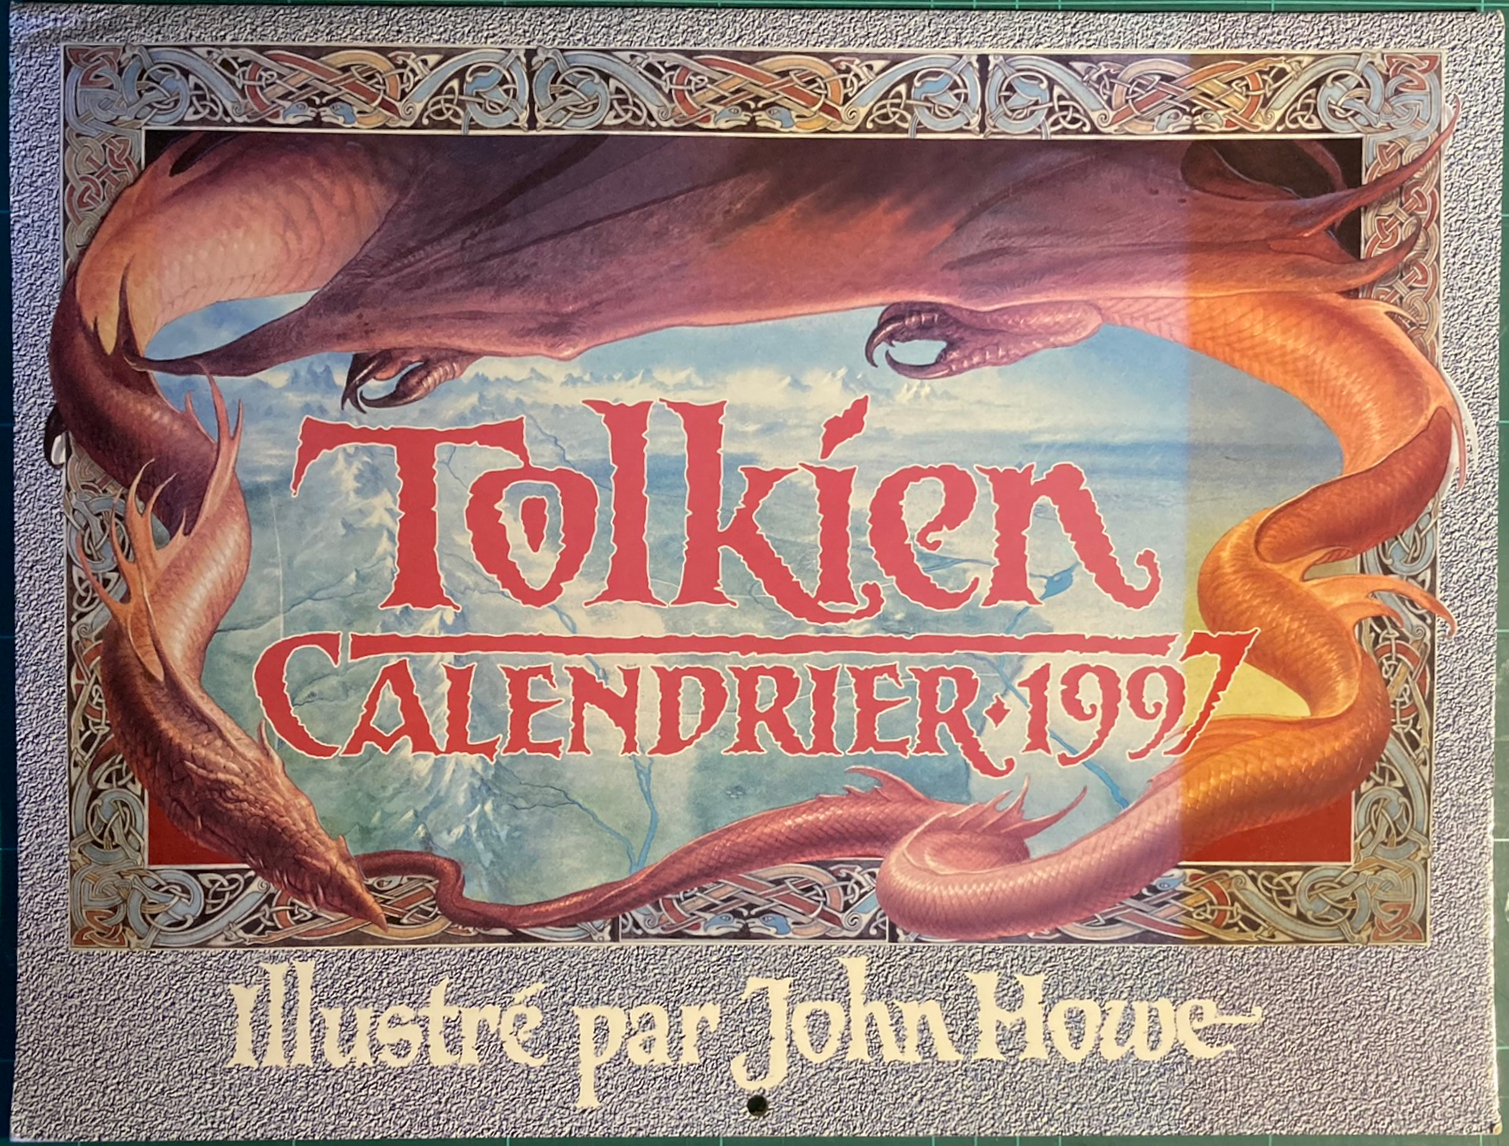 Tolkien
CALENDRIER·1997
Illustré par John Howe